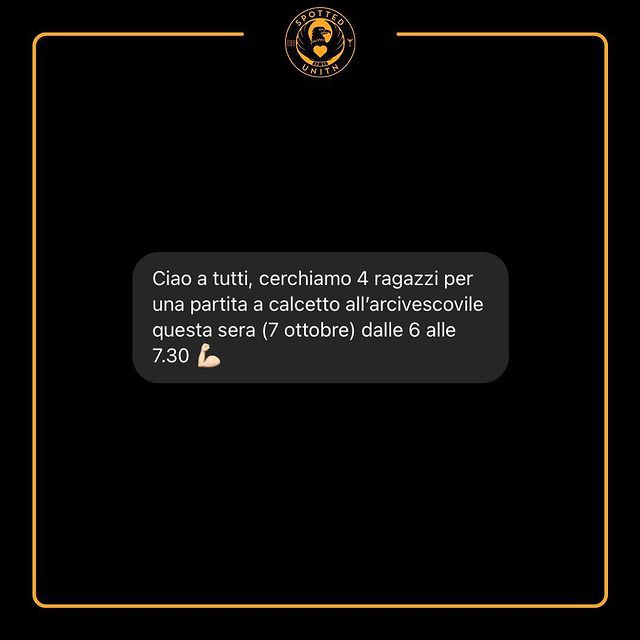 SPOTTED
UNITN
Ciao a tutti, cerchiamo 4 ragazzi per
una partita a calcetto all’arcivescovile
questa sera (7 ottobre) dalle 6 alle
7.30 💪🏻